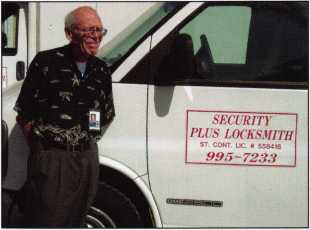 SECURITY
PLUS LOCKSMITH
ST. CONT. LIC. # 558416
995-7233